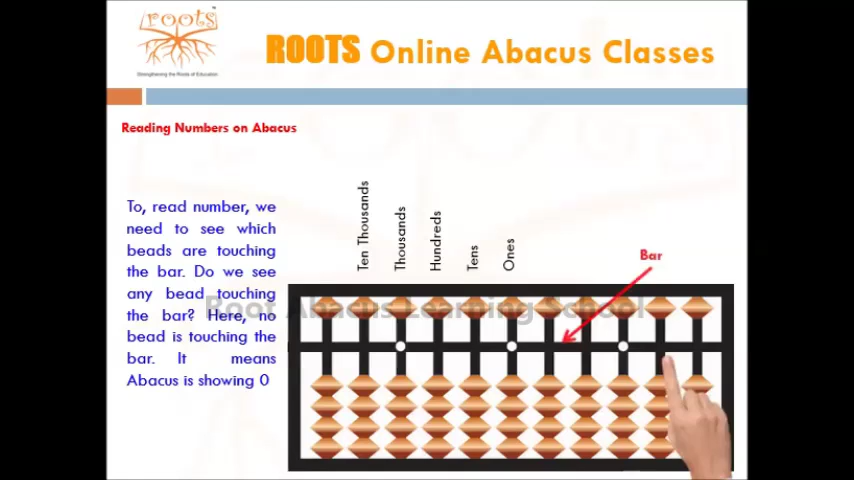 roots
Strengthening the Roots of Education
ROOTS Online Abacus Classes
Reading Numbers on Abacus
To, read number, we
need to see which
beads are touching
the bar. Do we see
any bead touching
the bar? Here, no
bead is touching the
bar. It means
Abacus is showing 0
Ten Thousands
Thousands
Hundreds
Tens
Ones
Bar
Root Abacus Learning School